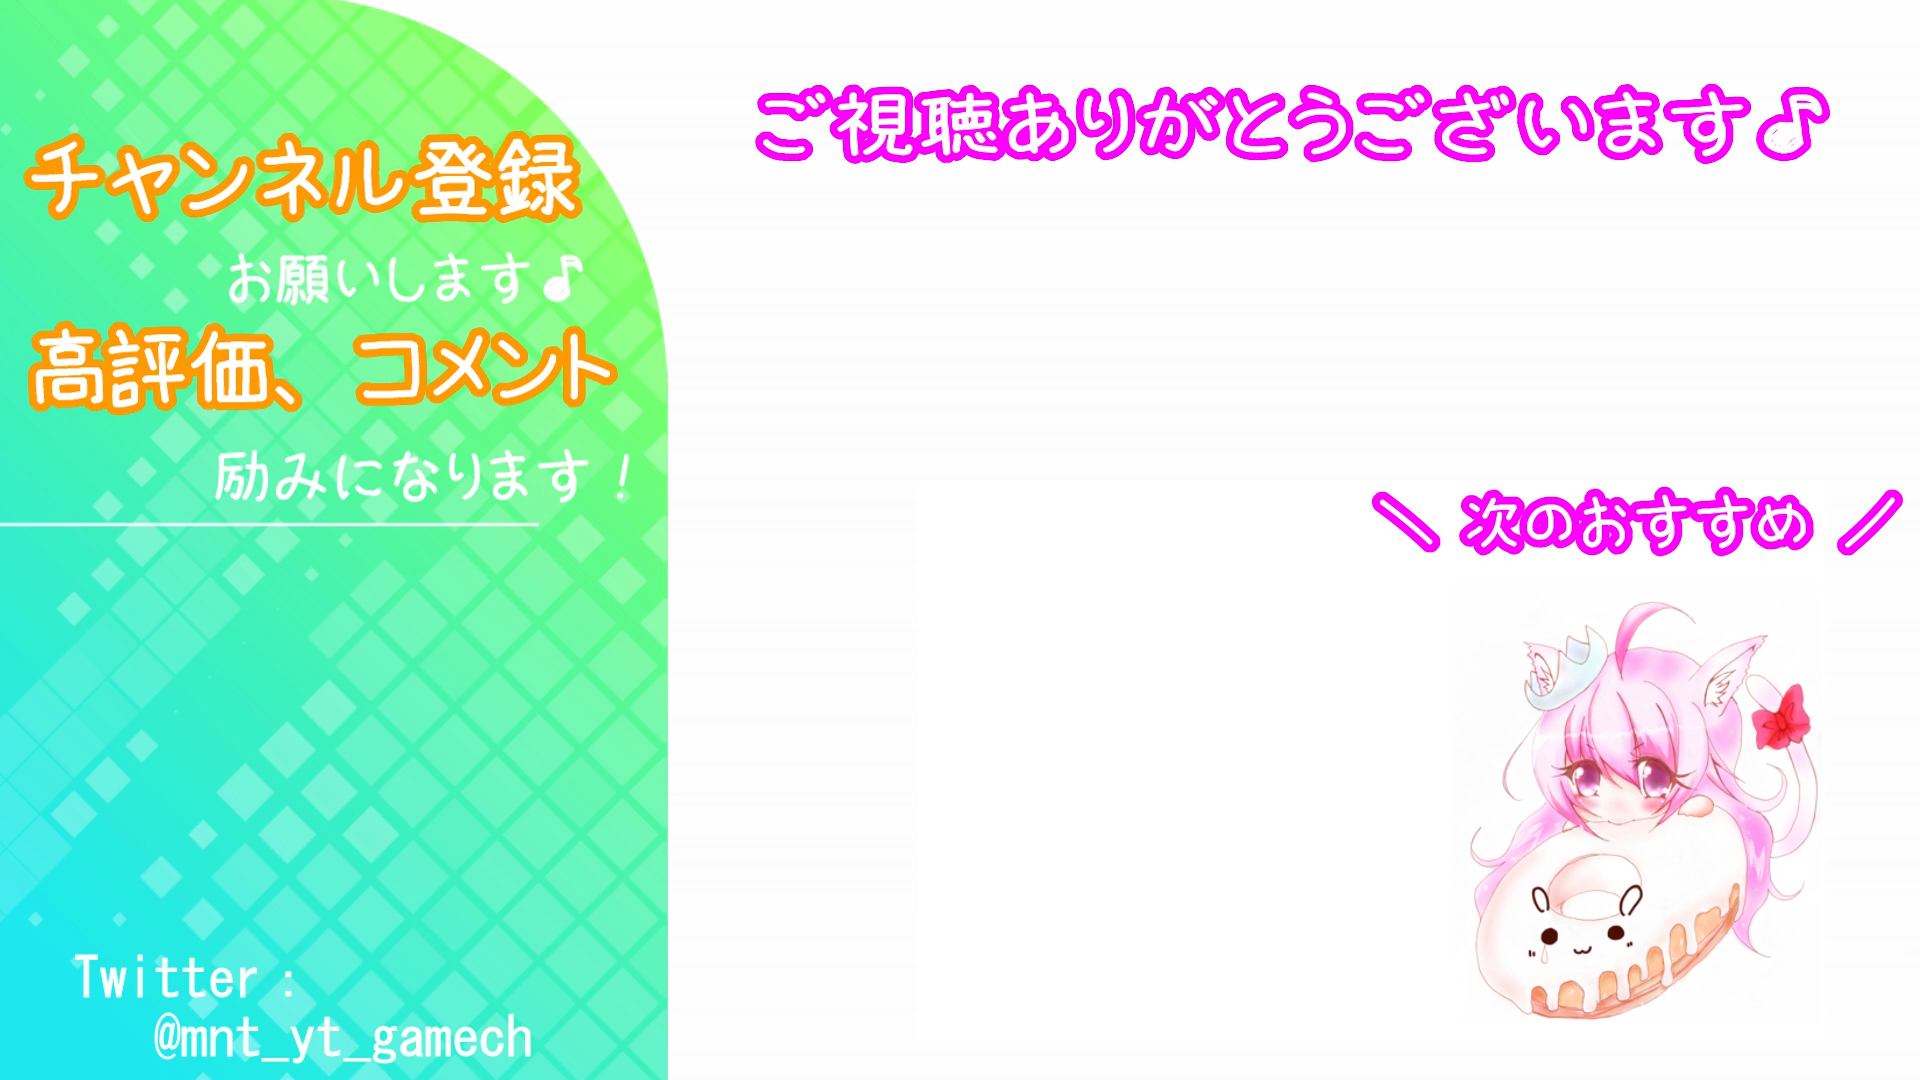 チャンネル登録
お願いします♪
高評価、コメント
励みになります！
Twitter：
@mnt_yt_gamech
ご視聴ありがとうございます♪
＼ 次のおすすめ ／